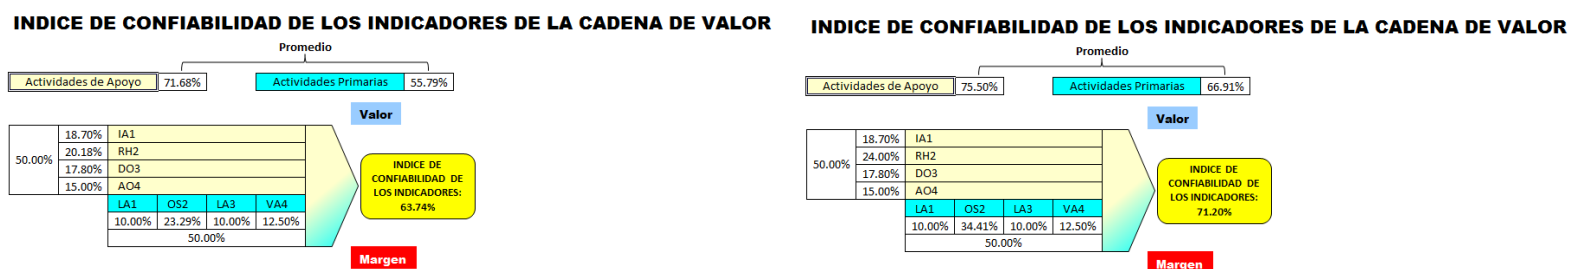 INDICE DE CONFIABILIDAD DE LOS INDICADORES DE LA CADENA DE VALOR
Promedio
Actividades de Apoyo 71.68% Actividades Primarias 55.79%
Valor
50.00%
18.70% IA1
20.18% RH2
17.80% DO3
15.00% AO4
LA1 OS2 LA3 VA4
10.00% 23.29% 10.00% 12.50%
50.00%
INDICE DE
CONFIABILIDAD DE
LOS INDICADORES:
63.74%
Margen
INDICE DE CONFIABILIDAD DE LOS INDICADORES DE LA CADENA DE VALOR
Promedio
Actividades de Apoyo 75.50% Actividades Primarias 66.91%
Valor
50.00%
18.70% IA1
24.00% RH2
17.80% DO3
15.00% AO4
LA1 OS2 LA3 VA4
10.00% 34.41% 10.00% 12.50%
50.00%
INDICE DE
CONFIABILIDAD DE
LOS INDICADORES:
71.20%
Margen